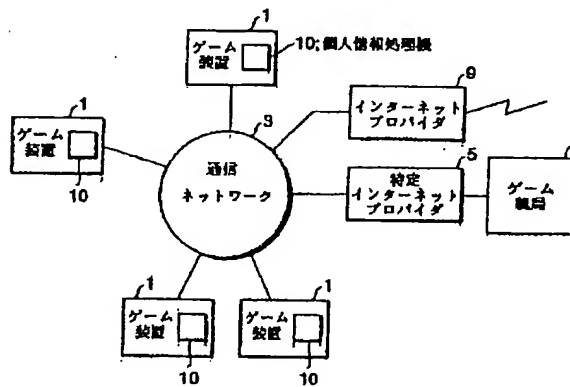 1
ゲーム
装置
10;個人情報処理機
1
ゲーム
装置
10
3
通信
ネットワーク
9
インターネット
プロバイダ
5
特定
インターネット
プロバイダ
ゲーム
親局
1
ゲーム
装置
10
1
ゲーム
装置
10